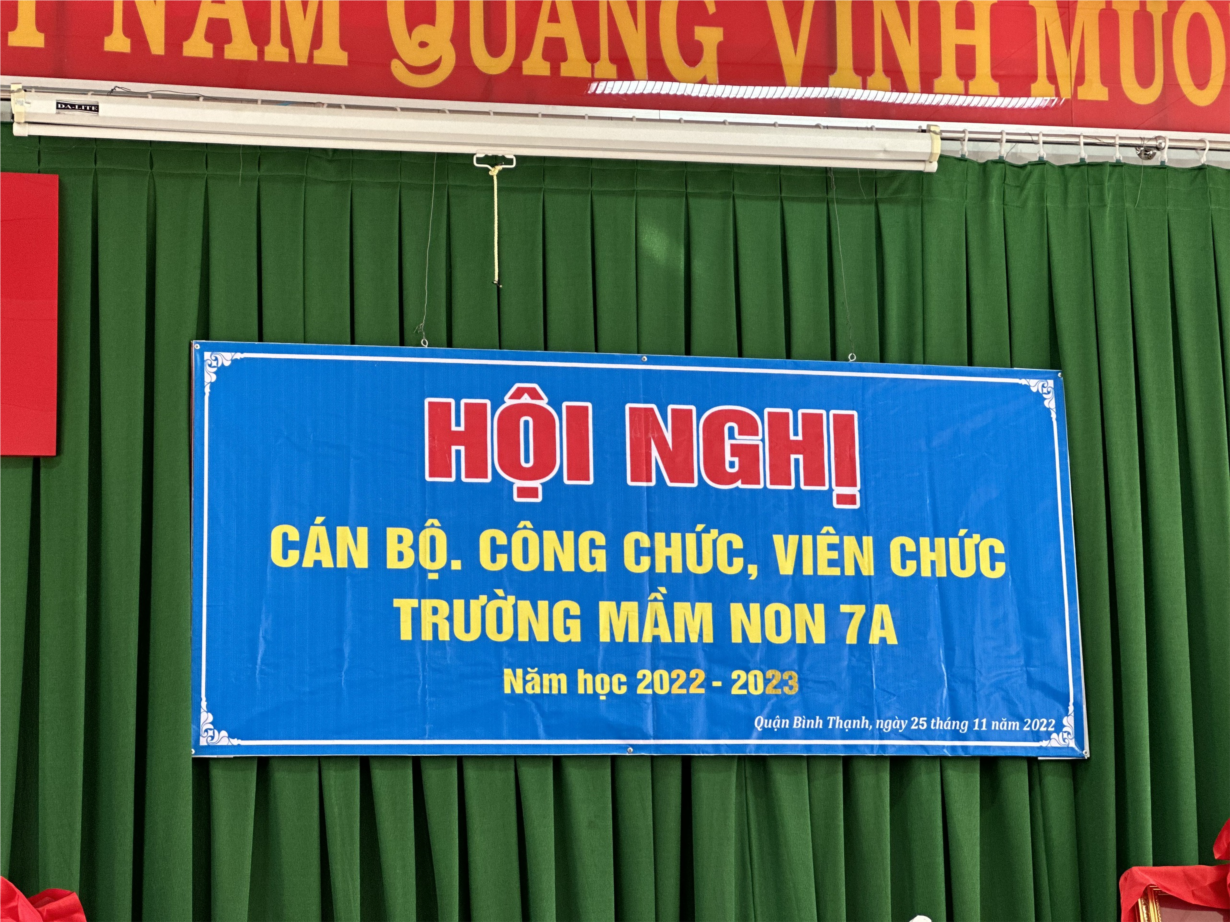 NAM QUANG VINH MUÔ
DA-LITE
HỘI NGHỊ
CÁN BỘ. CÔNG CHỨC, VIÊN CHỨC
TRƯỜNG MẦM NON 7A
Năm học 2022 - 2023
Quận Bình Thạnh, ngày 25 tháng 11 năm 2022